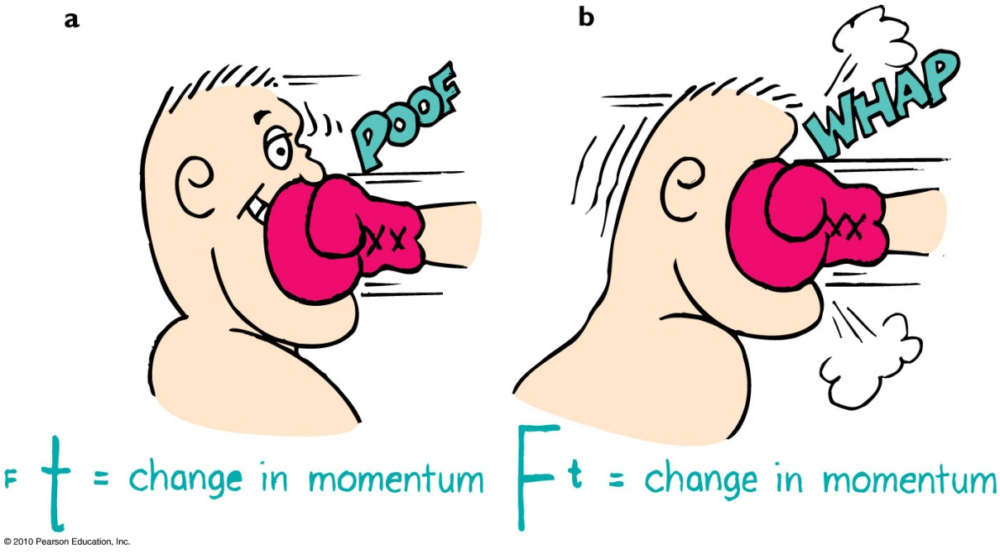 a
b
POOF
WHAP
XX
XX
F t = change in momentum
F t = change in momentum
© 2010 Pearson Education, Inc.